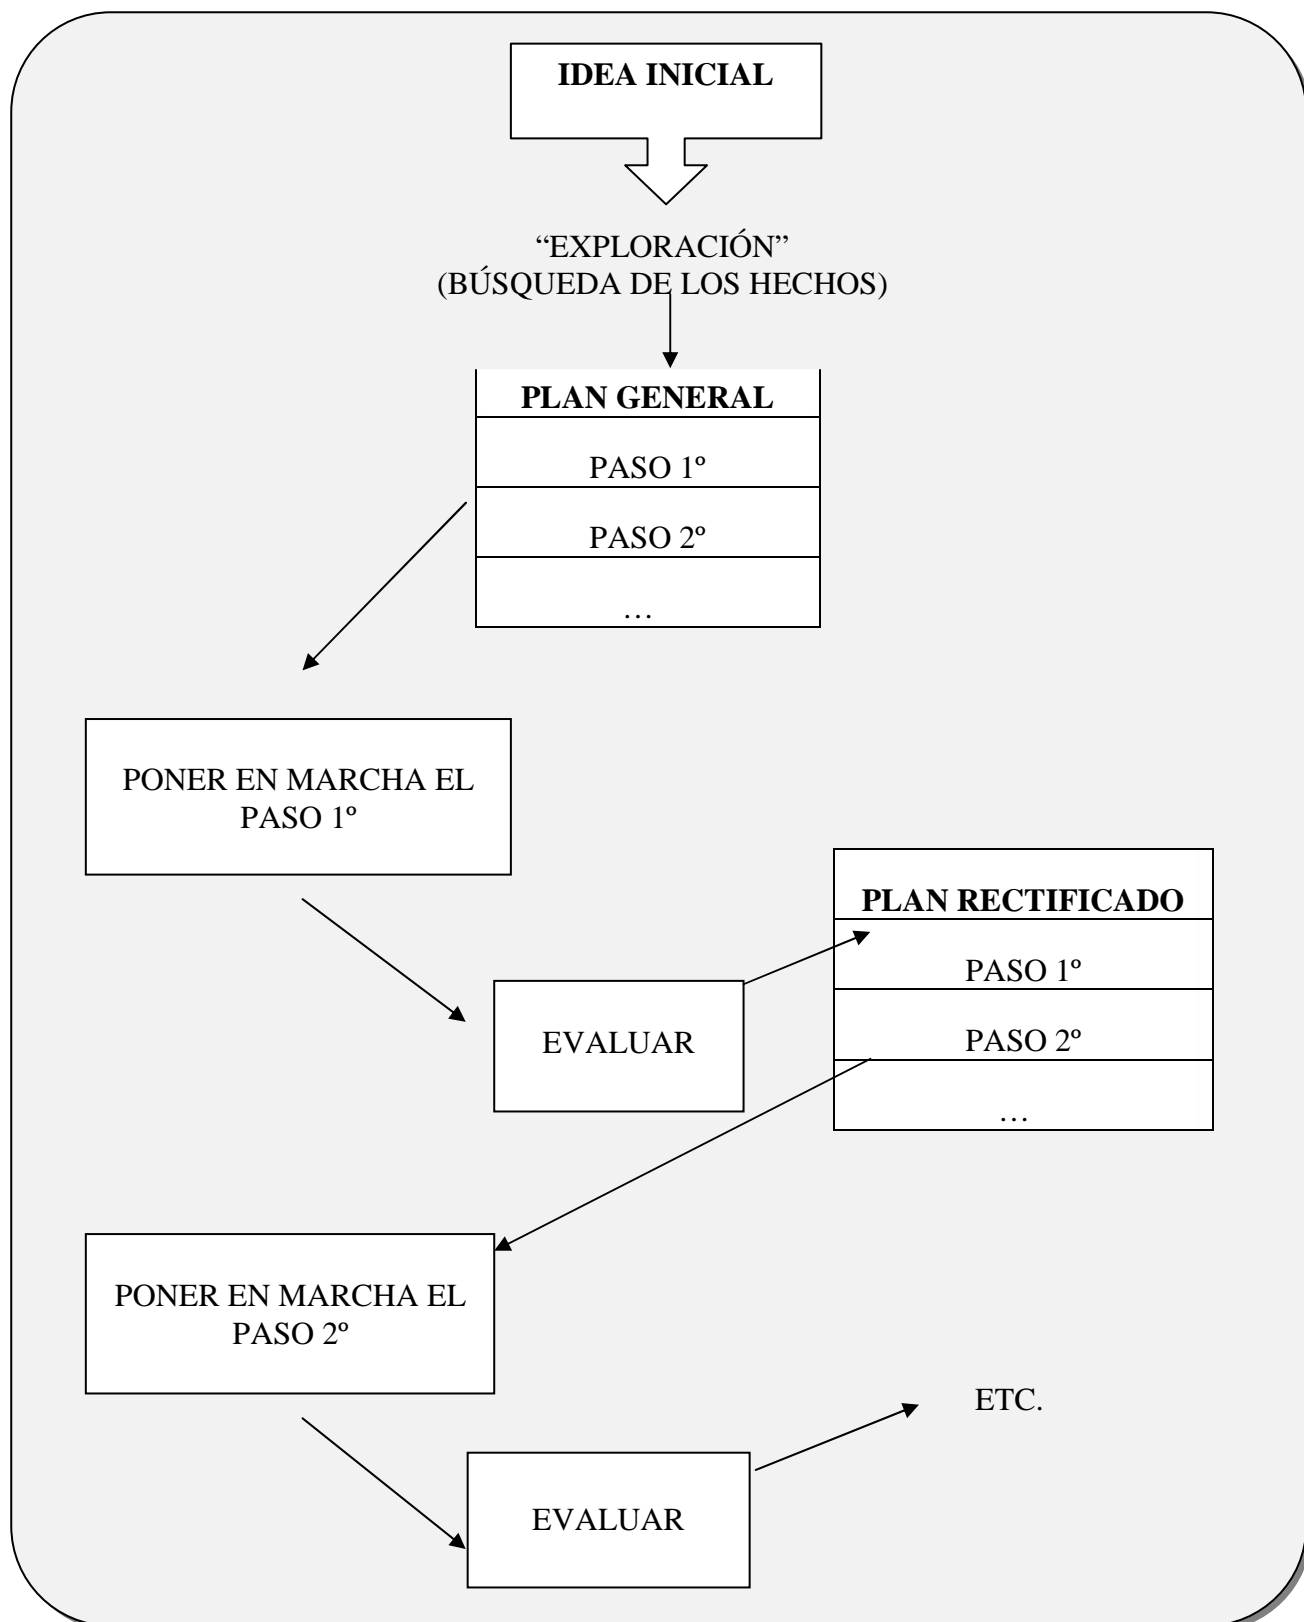 IDEA INICIAL
“EXPLORACIÓN”
(BÚSQUEDA DE LOS HECHOS)
PLAN GENERAL
PASO 1º
PASO 2º
…
PONER EN MARCHA EL
PASO 1º
PLAN RECTIFICADO
PASO 1º
PASO 2º
…
EVALUAR
PONER EN MARCHA EL
PASO 2º
ETC.
EVALUAR